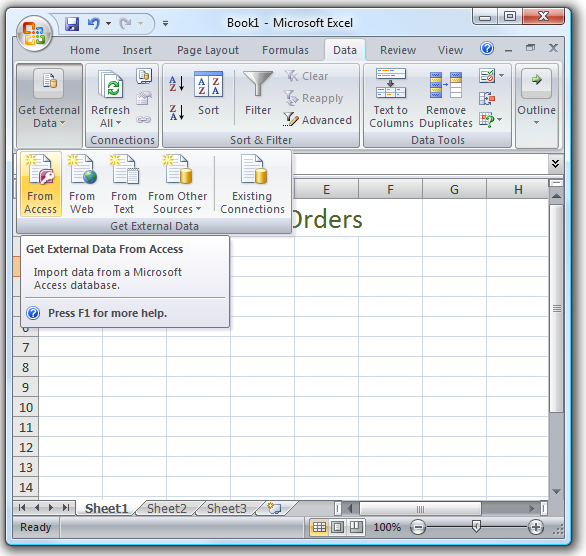 Book1 - Microsoft Excel
Home Insert Page Layout Formulas Data Review View
Get External
Data
Refresh
All
Connections
A
Z
Z
A
A Z
Z A
Sort
Filter
Clear
Reapply
Advanced
Sort & Filter
Text to
Columns
Remove
Duplicates
Data Tools
Outline
From
Access
From
Web
From
Text
From Other
Sources
Existing
Connections
Get External Data
E F G H
Orders
Get External Data From Access
Import data from a Microsoft
Access database.
Press F1 for more help.
7
8
9
10
11
12
13
14
Sheet1 Sheet2 Sheet3
Ready 100%